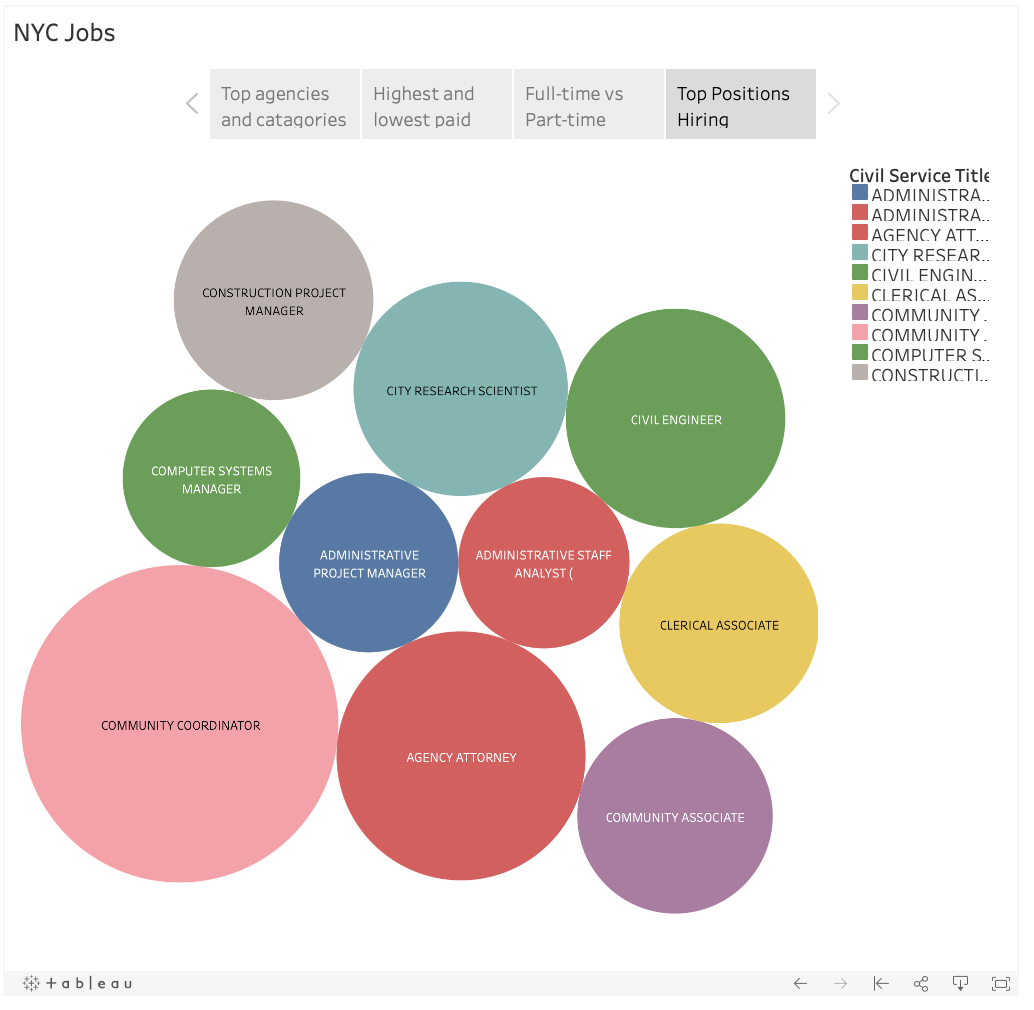 NYC Jobs
Top agencies
and catagories
Highest and
lowest paid
Full-time vs
Part-time
Top Positions
Hiring
Civil Service Title
ADMINISTRA...
ADMINISTRA...
AGENCY ATT...
CITY RESEAR...
CIVIL ENGIN...
CLERICAL AS...
COMMUNITY ...
COMMUNITY ...
COMPUTER S...
CONSTRUCTI...
CONSTRUCTION PROJECT
MANAGER
CITY RESEARCH SCIENTIST
CIVIL ENGINEER
COMPUTER SYSTEMS
MANAGER
ADMINISTRATIVE
PROJECT MANAGER
ADMINISTRATIVE STAFF
ANALYST (
CLERICAL ASSOCIATE
COMMUNITY COORDINATOR
AGENCY ATTORNEY
COMMUNITY ASSOCIATE
+ableau